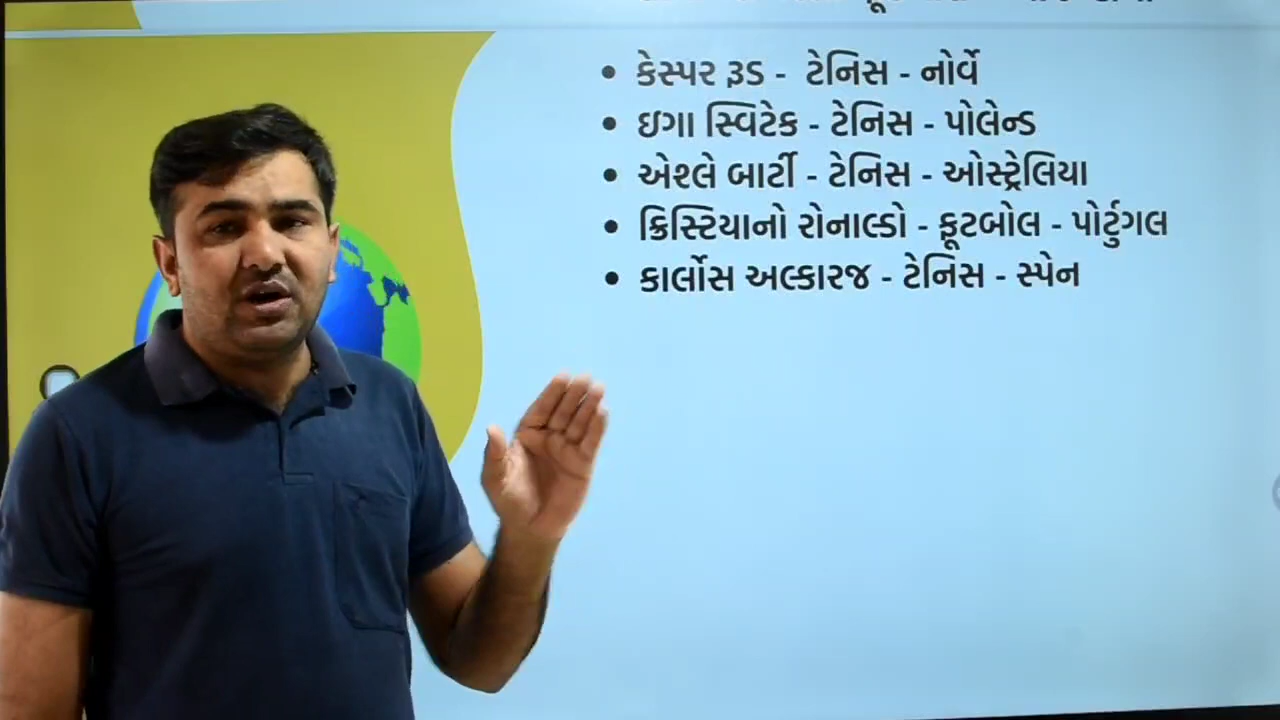 • કેસ્પર રૂડ - ટેનિસ - નોર્વે
• ઇગા સ્વિટેક - ટેનિસ - પોલેન્ડ
• એશ્લે બાર્ટી - ટેનિસ - ઓસ્ટ્રેલિયા
• ક્રિસ્ટિયાનો રોનાલ્ડો - ફૂટબોલ - પોર્ટુગલ
• કાર્લોસ અલ્કારજ - ટેનિસ - સ્પેન